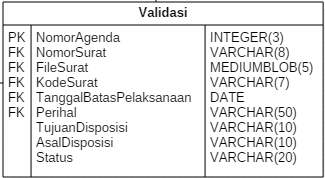 Validasi
PK NomorAgenda INTEGER(3)
FK NomorSurat VARCHAR(8)
FK FileSurat MEDIUMBLOB(5)
FK KodeSurat VARCHAR(7)
FK TanggalBatasPelaksanaan DATE
FK Perihal VARCHAR(50)
TujuanDisposisi VARCHAR(10)
AsalDisposisi VARCHAR(10)
Status VARCHAR(20)